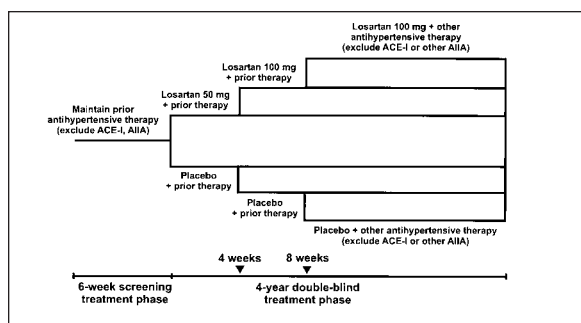 Losartan 100 mg + other
antihypertensive therapy
(exclude ACE-I or other AIIA)
Losartan 100 mg
+ prior therapy
Losartan 50 mg
+ prior therapy
Maintain prior
antihypertensive therapy
(exclude ACE-I, AIIA)
Placebo
+ prior therapy
Placebo
+ prior therapy
Placebo + other antihypertensive therapy
(exclude ACE-I or other AIIA)
4 weeks
8 weeks
6-week screening
treatment phase
4-year double-blind
treatment phase